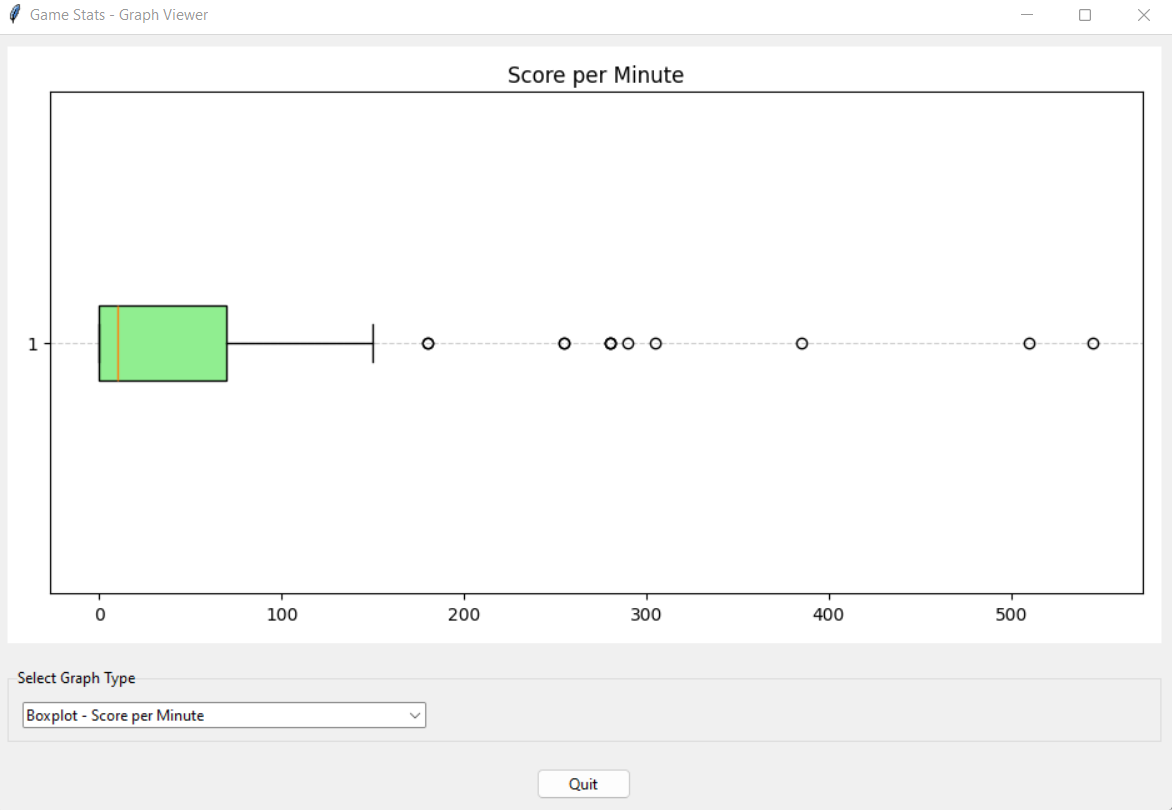 Game Stats - Graph Viewer
Score per Minute
1
0 100 200 300 400 500
Select Graph Type
Boxplot - Score per Minute
Quit